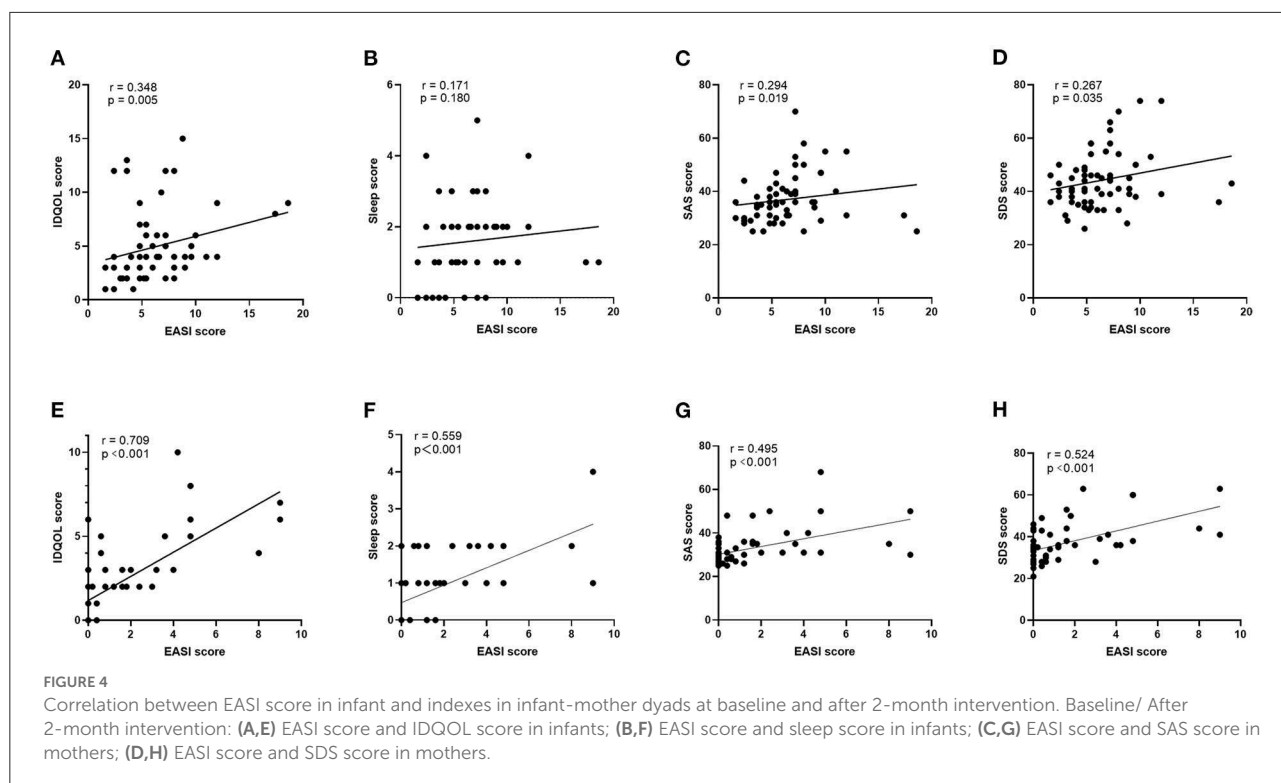 A
r = 0.348
p = 0.005
IDQOL score
20
15
10
5
0
0 5 10 15 20
EASI score
B
r = 0.171
p = 0.180
Sleep score
6
4
2
0
0 5 10 15 20
EASI score
C
r = 0.294
p = 0.019
SAS score
80
60
40
20
0
0 5 10 15 20
EASI score
D
r = 0.267
p = 0.035
SDS score
80
60
40
20
0
0 5 10 15 20
EASI score
E
r = 0.709
p <0.001
IDQOL score
10
5
0
0 2 4 6 8 10
EASI score
F
r = 0.559
p<0.001
Sleep score
5
4
3
2
1
0
0 2 4 6 8 10
EASI score
G
r = 0.495
p <0.001
SAS score
80
60
40
20
0
0 2 4 6 8 10
EASI score
H
r = 0.524
p <0.001
SDS score
80
60
40
20
0
0 2 4 6 8 10
EASI score
FIGURE 4
Correlation between EASI score in infant and indexes in infant-mother dyads at baseline and after 2-month intervention. Baseline/ After
2-month intervention: (A,E) EASI score and IDQOL score in infants; (B,F) EASI score and sleep score in infants; (C,G) EASI score and SAS score in
mothers; (D,H) EASI score and SDS score in mothers.